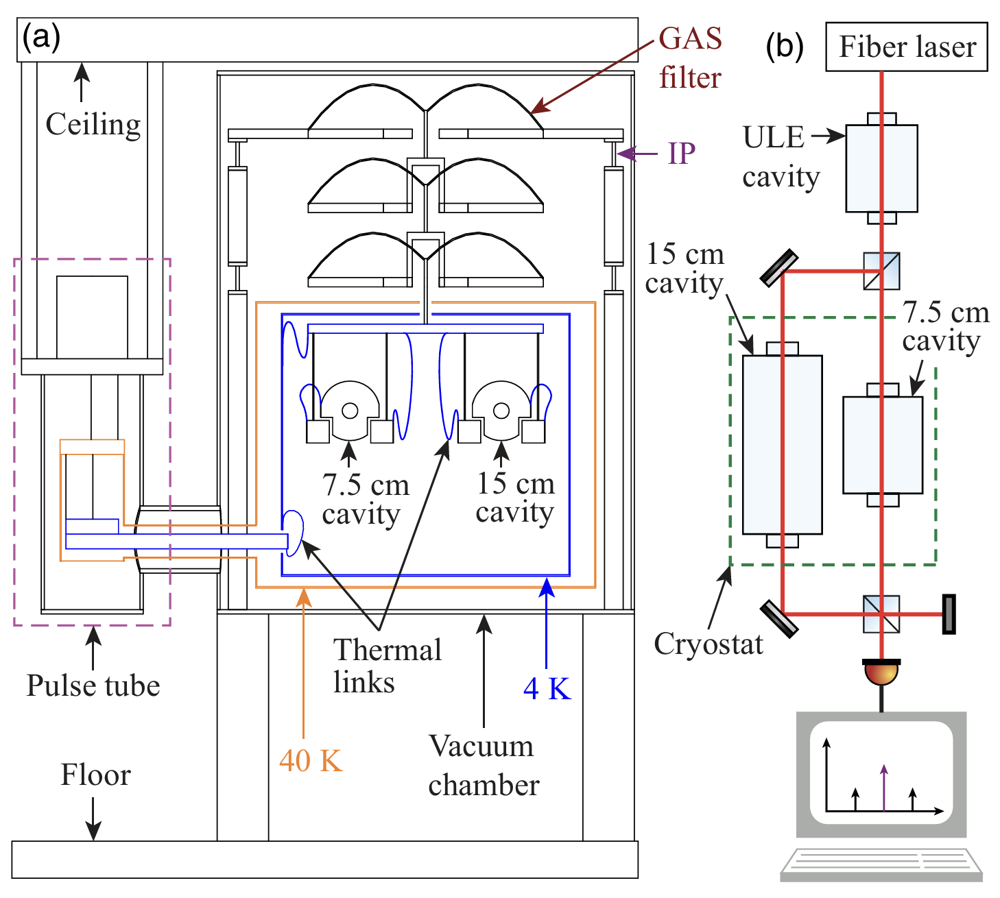 (a)
Ceiling
GAS
filter
IP
Pulse tube
7.5 cm
cavity
15 cm
cavity
Thermal
links
4 K
40 K
Vacuum
chamber
Floor
(b)
Fiber laser
ULE
cavity
15 cm
cavity
7.5 cm
cavity
Cryostat